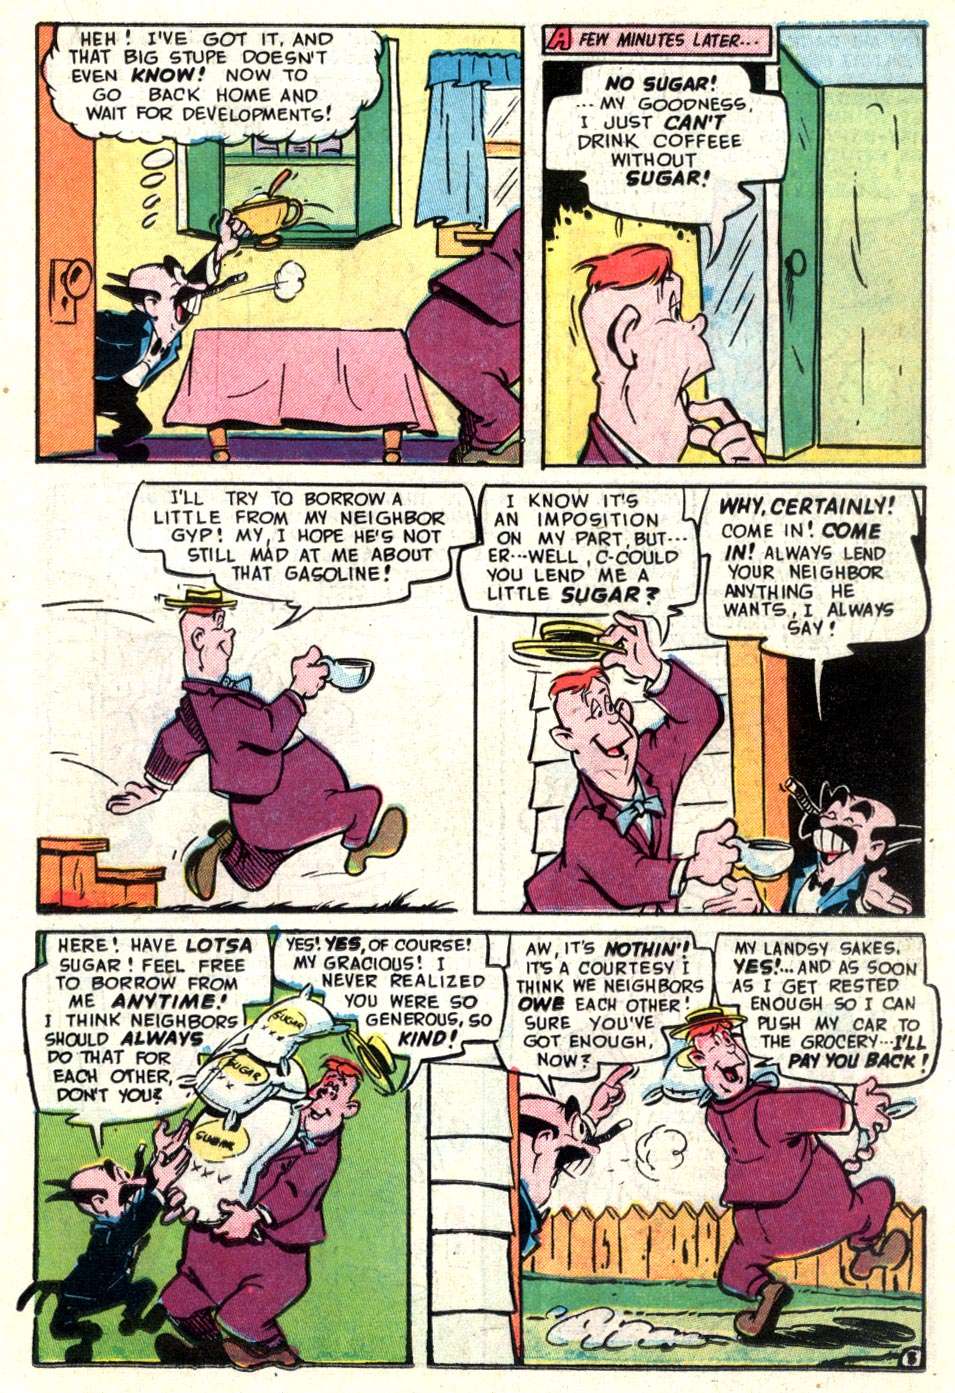 HEH! I'VE GOT IT, AND
THAT BIG STUPE DOESN'T
EVEN KNOW! NOW TO
GO BACK HOME AND
WAIT FOR DEVELOPMENTS!
A FEW MINUTES LATER...
NO SUGAR!
...MY GOODNESS,
I JUST CAN'T
DRINK COFFEEE
WITHOUT
SUGAR!
I'LL TRY TO BORROW A
LITTLE FROM MY NEIGHBOR
GYP! MY, I HOPE HE'S NOT
STILL MAD AT ME ABOUT
THAT GASOLINE!
I KNOW IT'S
AN IMPOSITION
ON MY PART, BUT...
ER...WELL, C-COULD
YOU LEND ME A
LITTLE SUGAR?
WHY, CERTAINLY!
COME IN! COME
IN! ALWAYS LEND
YOUR NEIGHBOR
ANYTHING HE
WANTS, I ALWAYS
SAY!
HERE! HAVE LOTSA
SUGAR! FEEL FREE
TO BORROW FROM
ME ANYTIME!
I THINK NEIGHBORS
SHOULD ALWAYS
DO THAT FOR
EACH OTHER,
DON'T YOU?
YES! YES, OF COURSE!
MY GRACIOUS! I
NEVER REALIZED
YOU WERE SO
GENEROUS, SO
KIND!
SUGAR
SUGAR
SUGAR
AW, IT'S NOTHIN'!
IT'S A COURTESY I
THINK WE NEIGHBORS
OWE EACH OTHER!
SURE YOU'VE
GOT ENOUGH,
NOW?
MY LANDSY SAKES,
YES!...AND AS SOON
AS I GET RESTED
ENOUGH SO I CAN
PUSH MY CAR TO
THE GROCERY...I'LL
PAY YOU BACK!